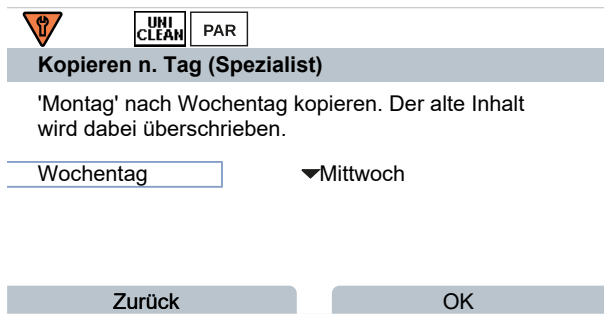 UNI
CLEAN PAR
Kopieren n. Tag (Spezialist)
'Montag' nach Wochentag kopieren. Der alte Inhalt
wird dabei überschrieben.
Wochentag Mittwoch
Zurück OK